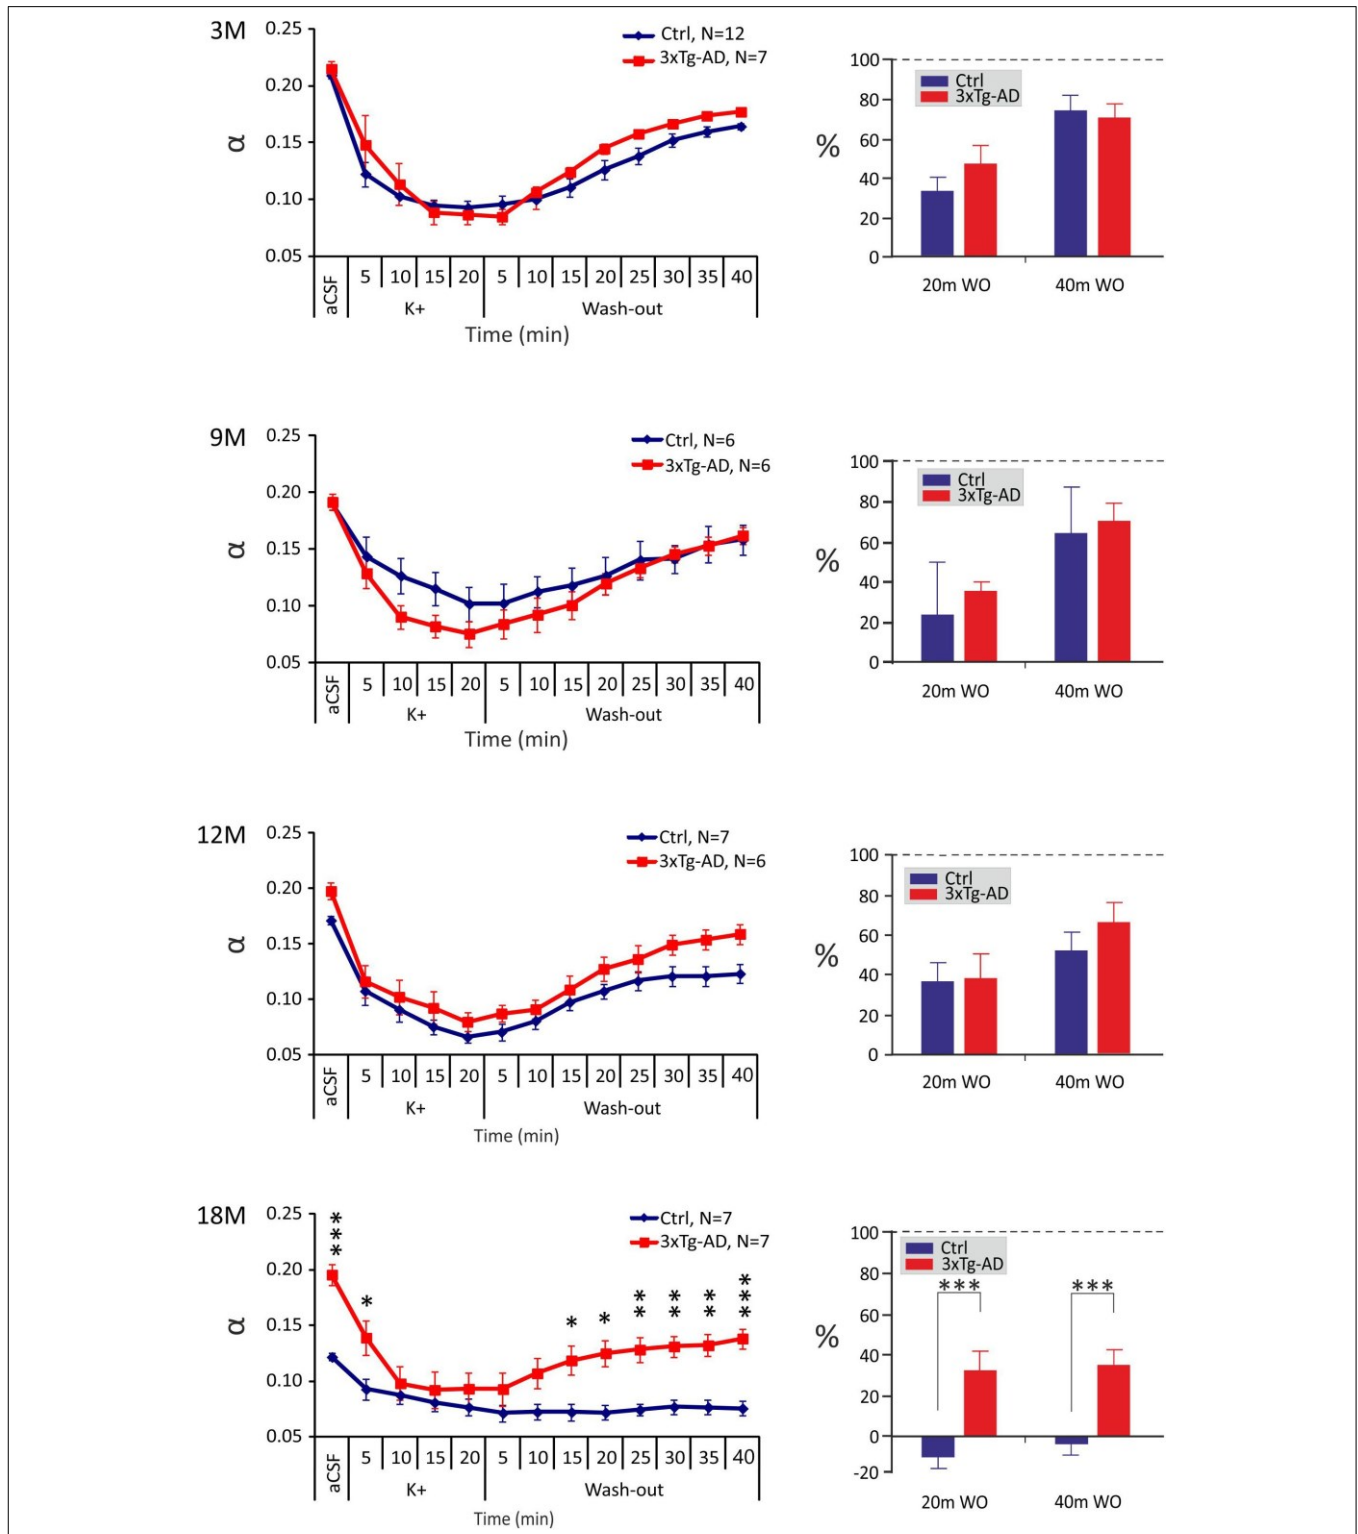 3M
0.25
0.20
0.15
0.10
0.05
α
Ctrl, N=12
3xTg-AD, N=7
aCSF
5 10 15 20 5 10 15 20 25 30 35 40
K+ Wash-out
Time (min)
100
80
60
40
20
0
%
Ctrl
3xTg-AD
20m WO 40m WO
9M
0.25
0.20
0.15
0.10
0.05
α
Ctrl, N=6
3xTg-AD, N=6
aCSF
5 10 15 20 5 10 15 20 25 30 35 40
K+ Wash-out
Time (min)
100
80
60
40
20
0
%
Ctrl
3xTg-AD
20m WO 40m WO
12M
0.25
0.20
0.15
0.10
0.05
α
Ctrl, N=7
3xTg-AD, N=6
aCSF
5 10 15 20 5 10 15 20 25 30 35 40
K+ Wash-out
Time (min)
100
80
60
40
20
0
%
Ctrl
3xTg-AD
20m WO 40m WO
18M
0.25
0.20
0.15
0.10
0.05
α
Ctrl, N=7
3xTg-AD, N=7
*** * * * ** ** ** ***
aCSF
5 10 15 20 5 10 15 20 25 30 35 40
K+ Wash-out
Time (min)
100
80
60
40
20
0
-20
%
Ctrl
3xTg-AD
*** ***
20m WO 40m WO